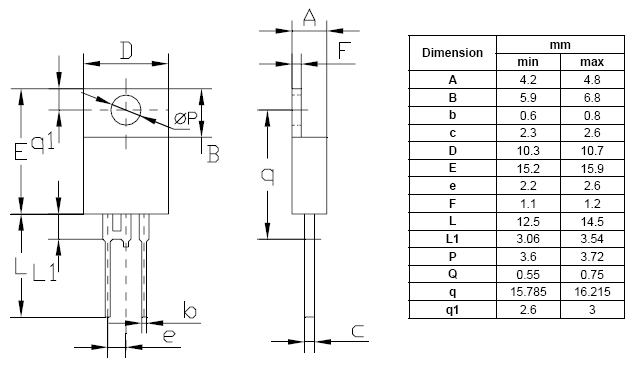 A
D
F
øP
q1
E
B
q
L
L1
b
e
c
Dimension mm
min max
A 4.2 4.8
B 5.9 6.8
b 0.6 0.8
c 2.3 2.6
D 10.3 10.7
E 15.2 15.9
e 2.2 2.6
F 1.1 1.2
L 12.5 14.5
L1 3.06 3.54
P 3.6 3.72
Q 0.55 0.75
q 15.785 16.215
q1 2.6 3